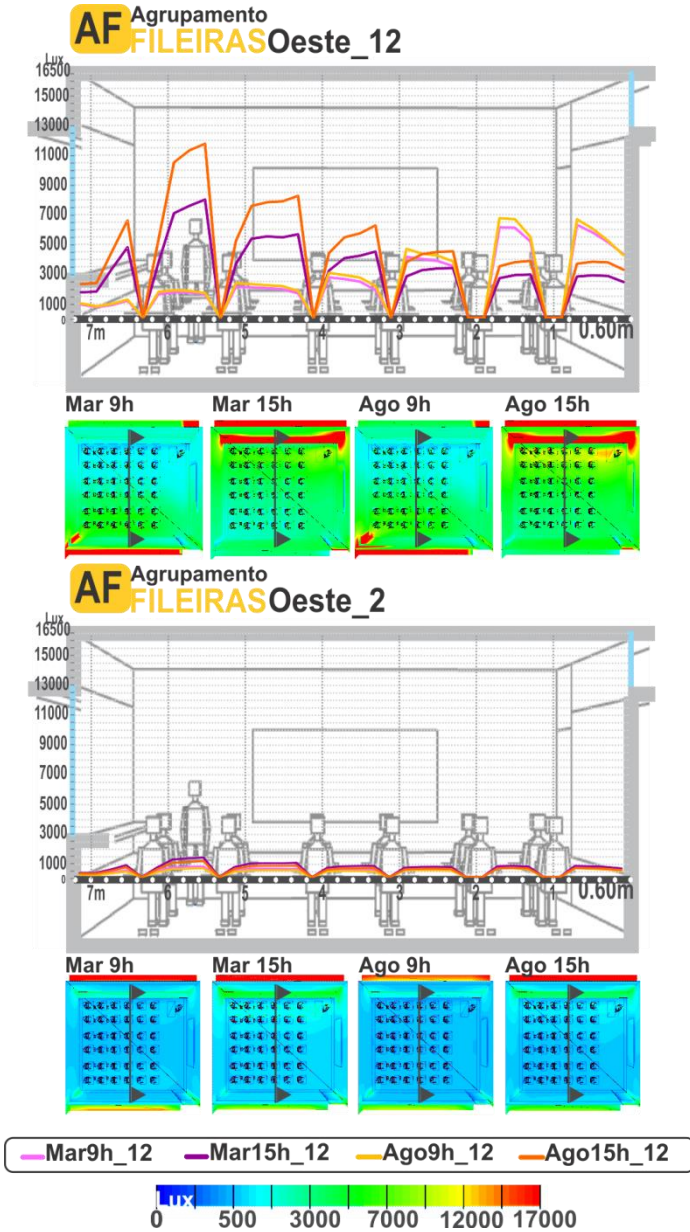 AF Agrupamento
FILEIRASOeste_12
Lux
16500
15000
13000
11000
9000
7000
5000
3000
1000
0
7m 6 5 4 3 2 1 0.60m
Mar 9h Mar 15h Ago 9h Ago 15h
AF Agrupamento
FILEIRASOeste_2
Lux
16500
15000
13000
11000
9000
7000
5000
3000
1000
0
7m 6 5 4 3 2 1 0.60m
Mar 9h Mar 15h Ago 9h Ago 15h
Mar9h_12 Mar15h_12 Ago9h_12 Ago15h_12
Lux
0 500 3000 7000 12000 17000